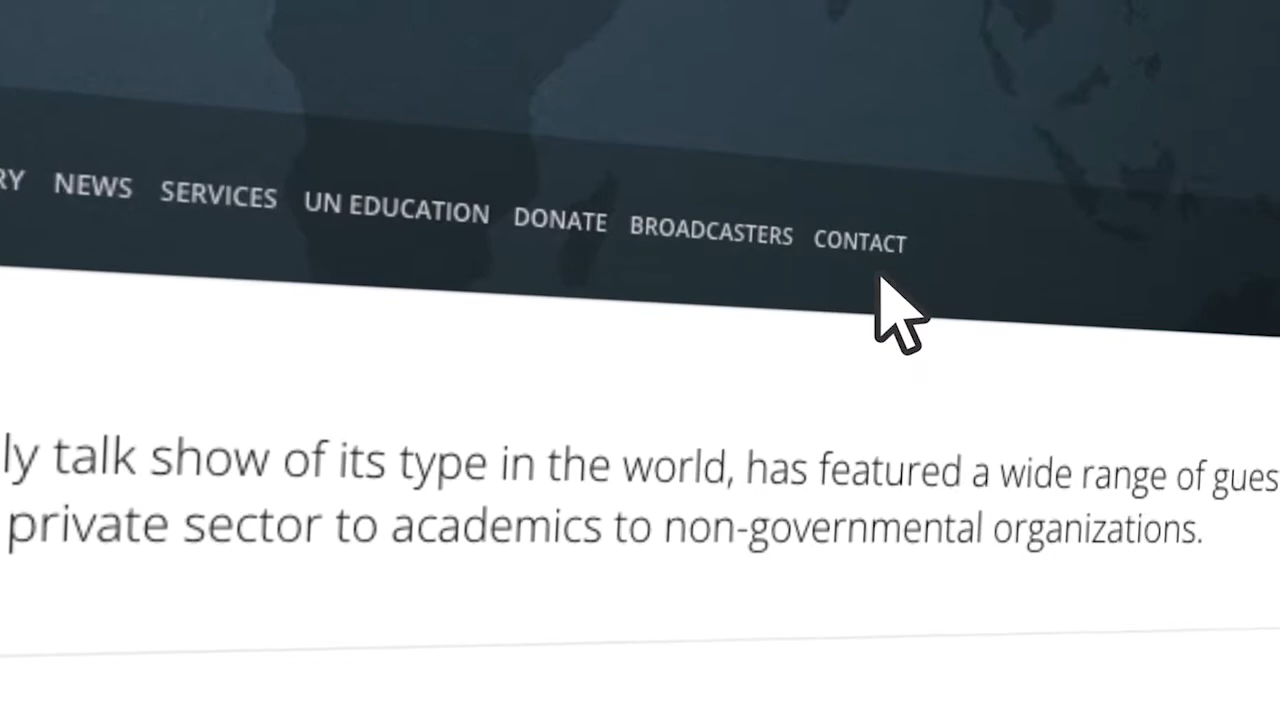 NEWS SERVICES UN EDUCATION DONATE BROADCASTERS CONTACT
talk show of its type in the world, has featured a wide range of
private sector to academics to non-governmental organizations.